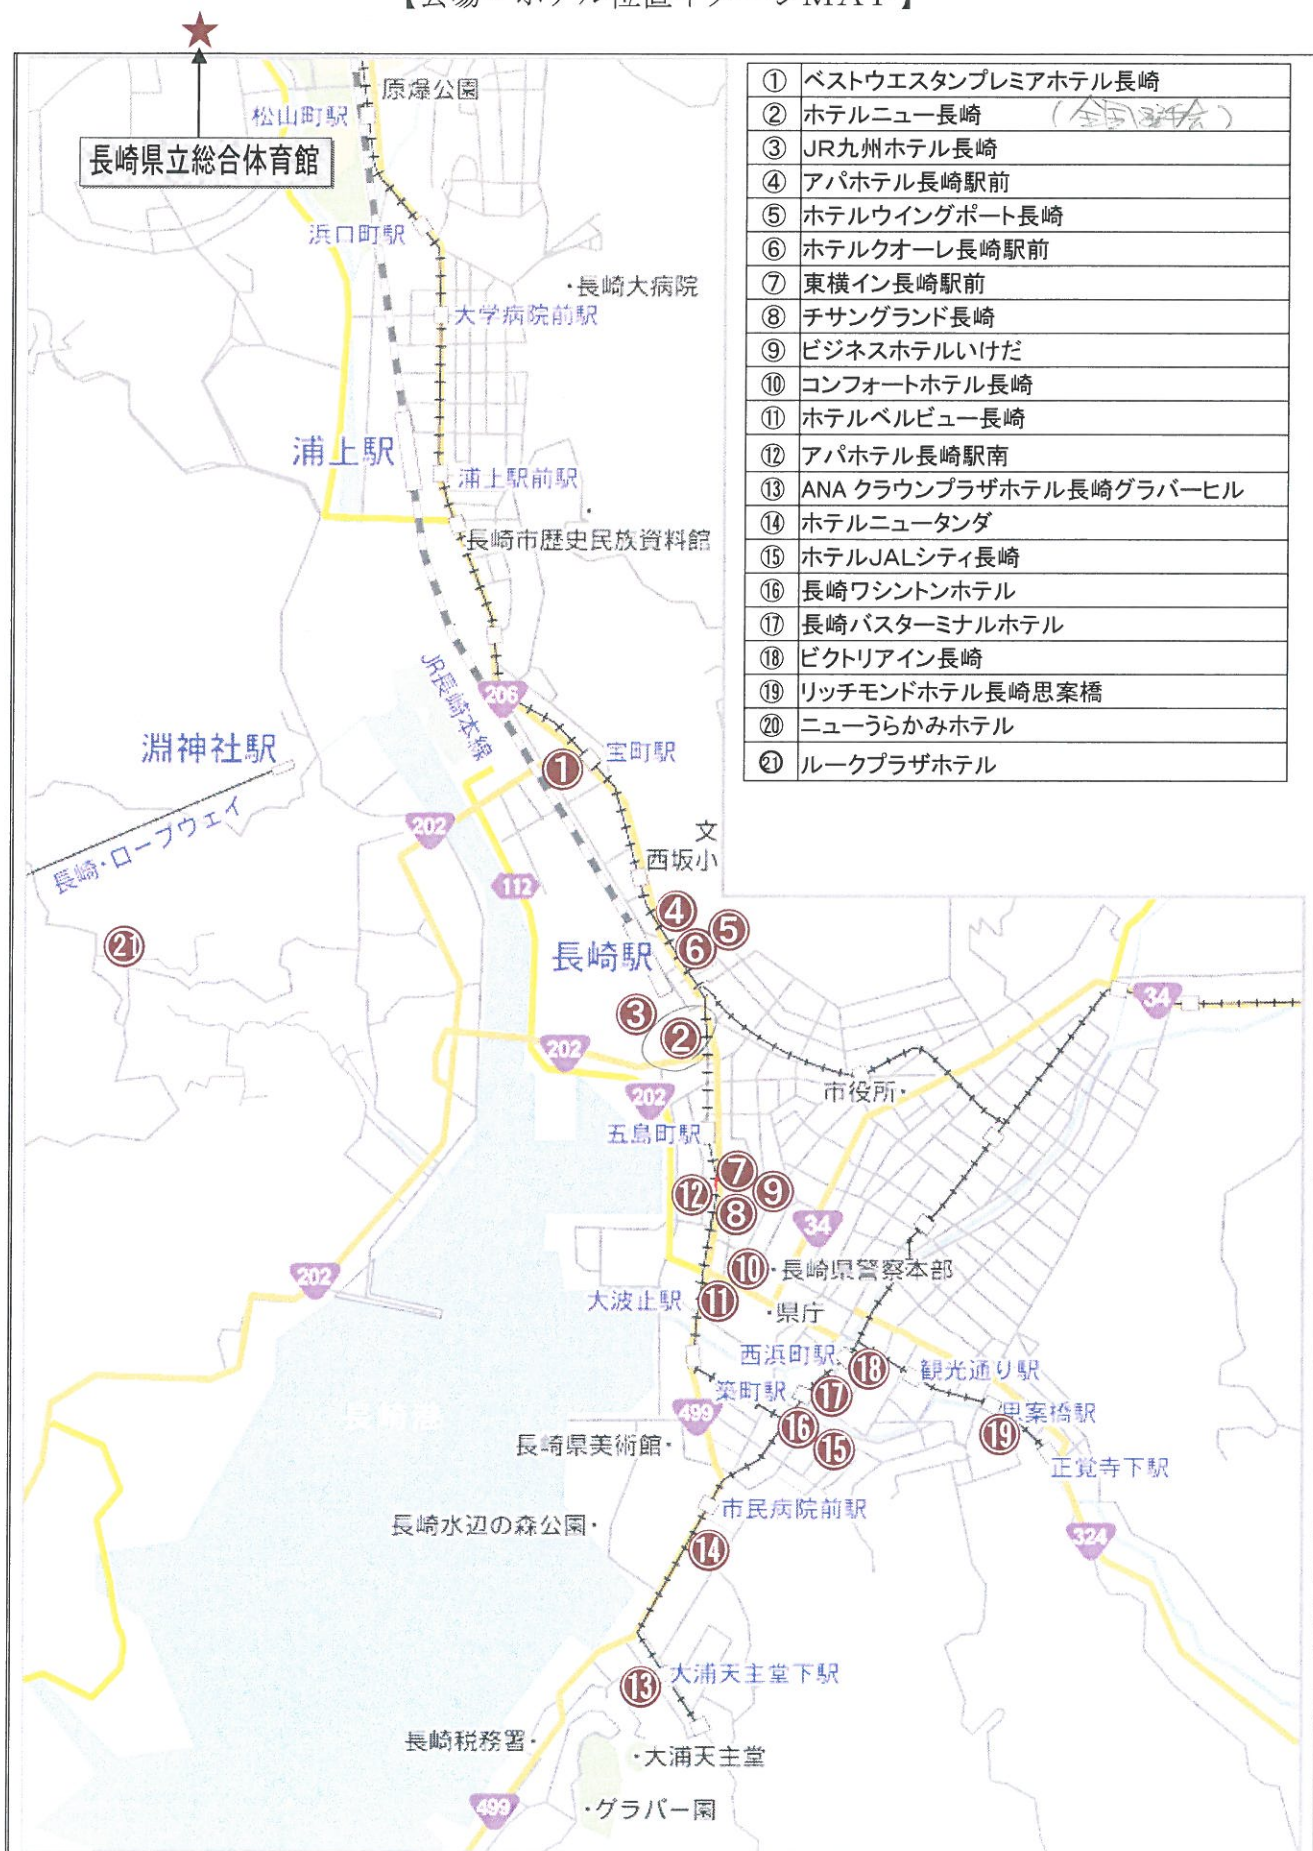 長崎県立総合体育館
① ベストウエスタンプレミアホテル長崎
② ホテルニュー長崎
③ JR九州ホテル長崎
④ アパホテル長崎駅前
⑤ ホテルウイングポート長崎
⑥ ホテルクオーレ長崎駅前
⑦ 東横イン長崎駅前
⑧ チサングランド長崎
⑨ ビジネスホテルいけだ
⑩ コンフォートホテル長崎
⑪ ホテルベルビュー長崎
⑫ アパホテル長崎駅南
⑬ ANA クラウンプラザホテル長崎グラバーヒル
⑭ ホテルニュータンダ
⑮ ホテルJALシティ長崎
⑯ 長崎ワシントンホテル
⑰ 長崎バスターミナルホテル
⑱ ビクトリアイン長崎
⑲ リッチモンドホテル長崎思案橋
⑳ ニューうらかみホテル
㉑ ルークプラザホテル
原爆公園
松山町駅
浜口町駅
・長崎大病院
大学病院前駅
浦上駅
浦上駅前駅
長崎市歴史民族資料館
JR長崎本線
206
淵神社駅
宝町駅
①
長崎・ロープウェイ
202
文
西坂小
112
④
⑤
㉑
長崎駅
⑥
34
③
②
202
202
市役所・
五島町駅
⑦
⑫
⑨
⑧
34
202
⑩
・長崎県警察本部
大波止駅
⑪
・県庁
西浜町駅
⑱
観光通り駅
築町駅
⑰
499
思案橋駅
⑯
⑲
長崎県美術館・
⑮
正覚寺下駅
市民病院前駅
長崎水辺の森公園・
324
⑭
大浦天主堂下駅
⑬
長崎税務署・
・大浦天主堂
499
・グラバー園